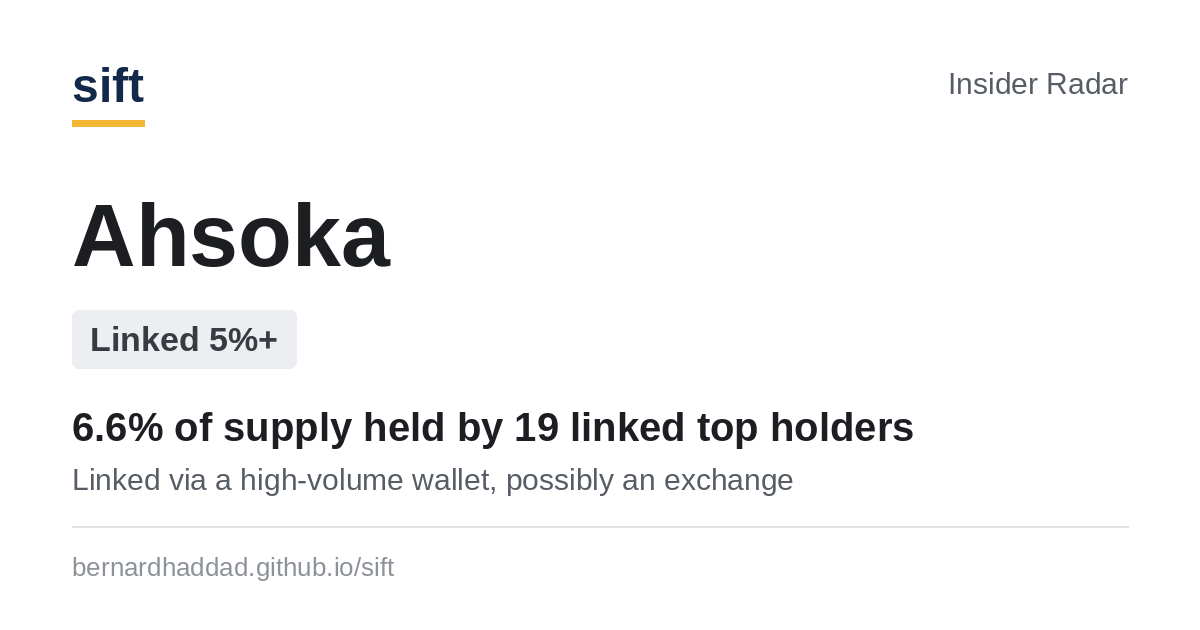 sift
Insider Radar
Ahsoka
Linked 5%+
6.6% of supply held by 19 linked top holders
Linked via a high-volume wallet, possibly an exchange
bernardhaddad.github.io/sift